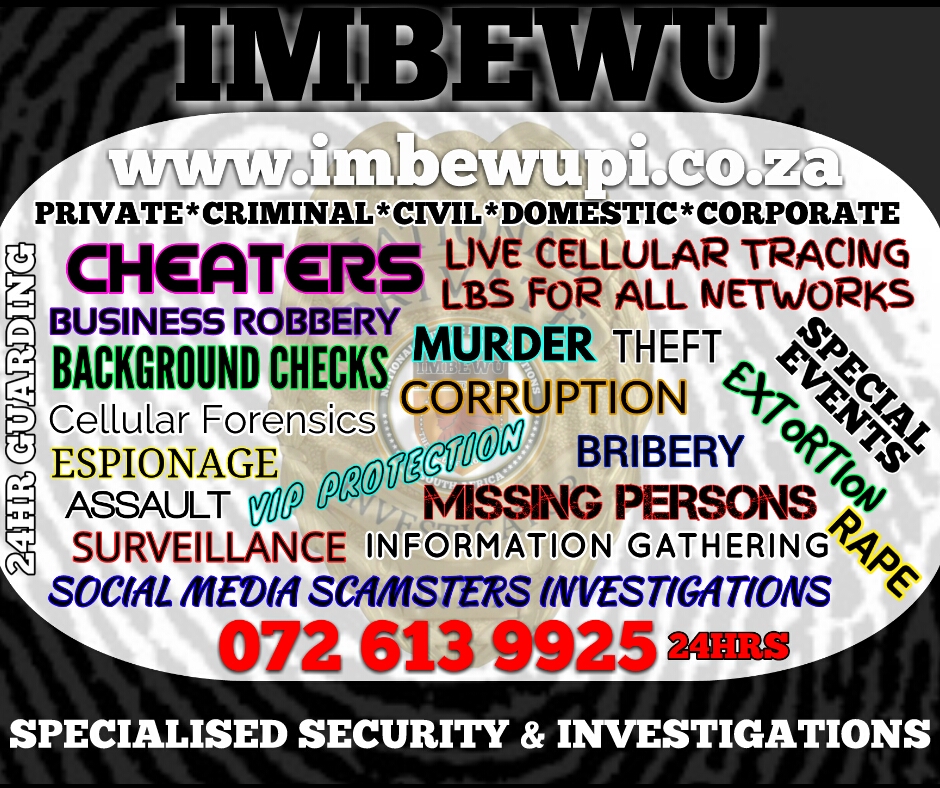 IMBEWU
www.imbewupi.co.za
PRIVATE*CRIMINAL*CIVIL*DOMESTIC*CORPORATE
24HR GUARDING
CHEATERS
LIVE CELLULAR TRACING
LBS FOR ALL NETWORKS
BUSINESS ROBBERY
MURDER
THEFT
SPECIAL
EVENTS
BACKGROUND CHECKS
EXTORTION
CORRUPTION
Cellular Forensics
ESPIONAGE
VIP PROTECTION
BRIBERY
ASSAULT
MISSING PERSONS
RAPE
SURVEILLANCE
INFORMATION GATHERING
SOCIAL MEDIA SCAMSTERS INVESTIGATIONS
072 613 9925 24HRS
SPECIALISED SECURITY & INVESTIGATIONS
IMBEWU